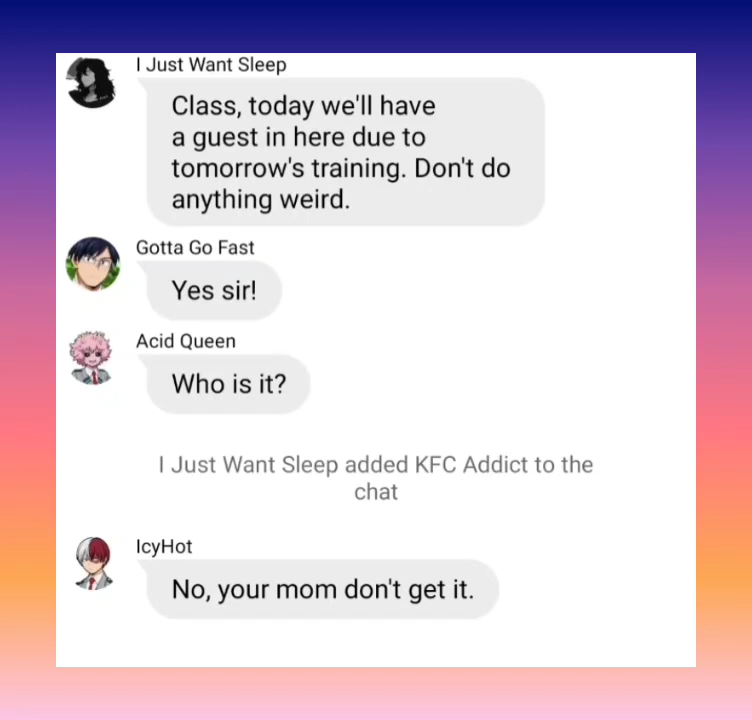 I Just Want Sleep
Class, today we'll have
a guest in here due to
tomorrow's training. Don't do
anything weird.
Gotta Go Fast
Yes sir!
Acid Queen
Who is it?
I Just Want Sleep added KFC Addict to the
chat
IcyHot
No, your mom don't get it.